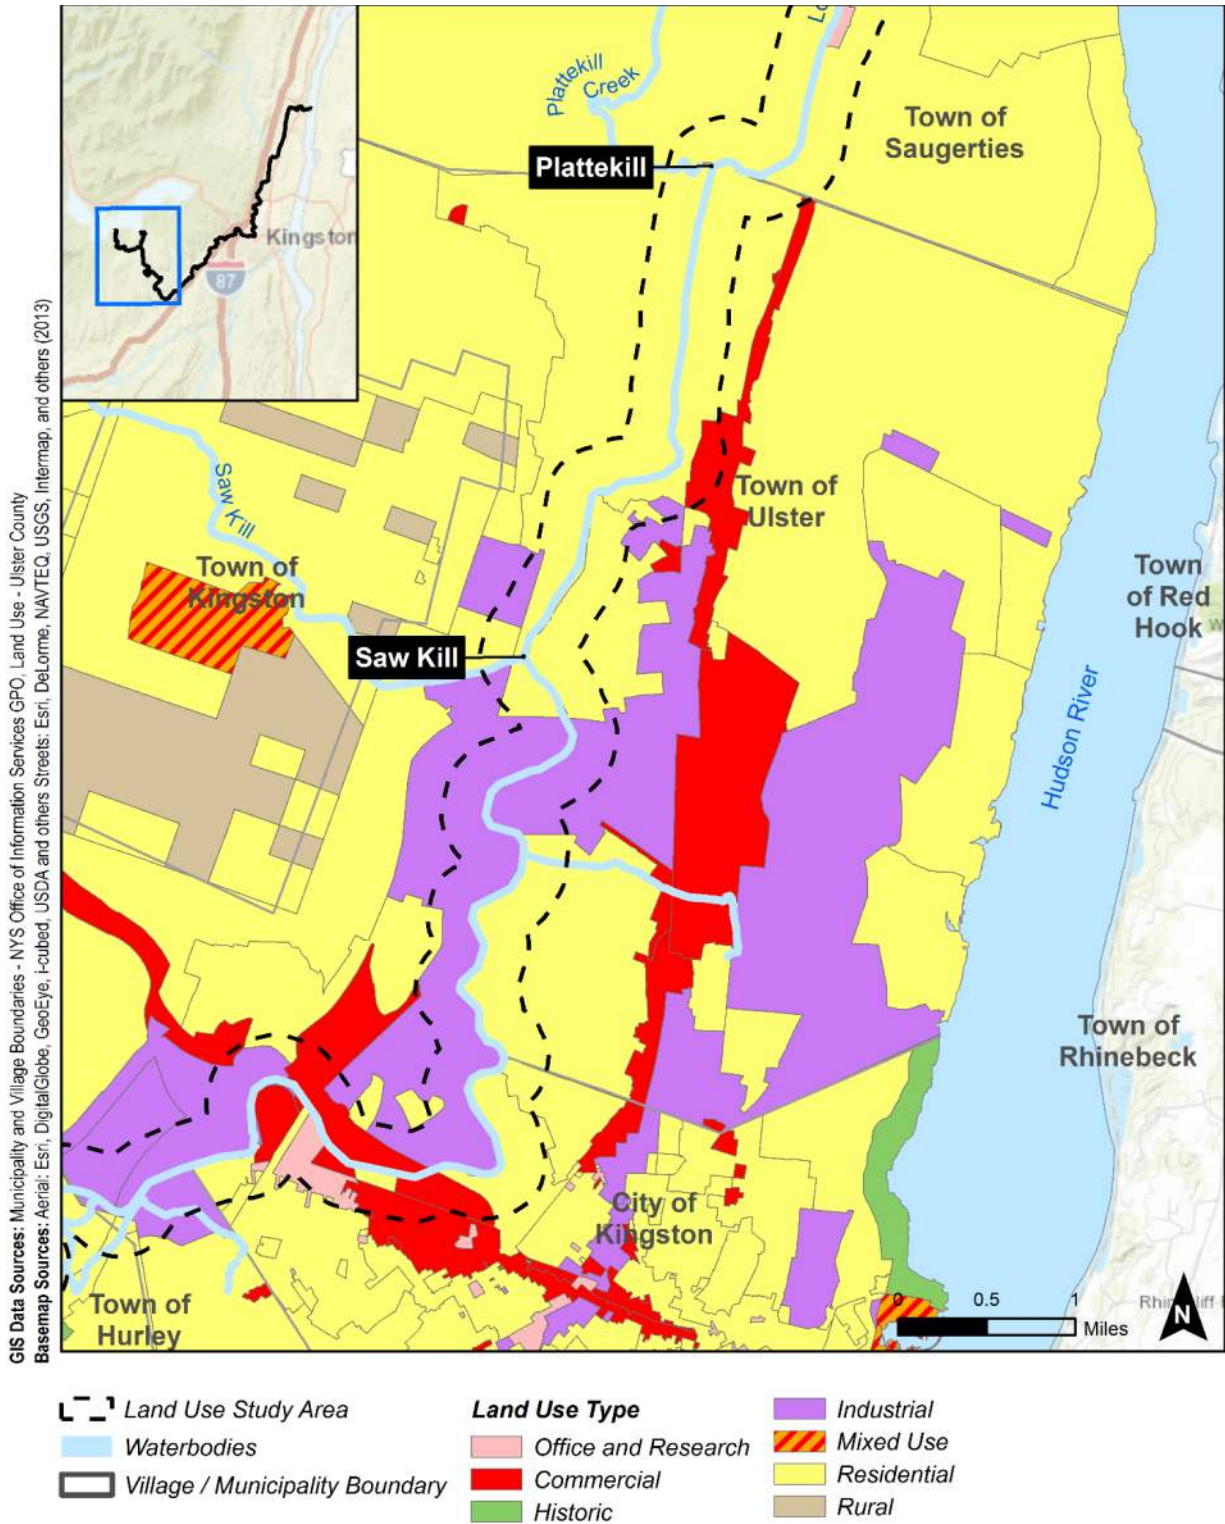 Kingston
87
Plattekill
Creek
Lo
Plattekill
Town of
Saugerties
Saw Kill
Town of
Kingston
Town of
Ulster
Town
of Red
Hook
W
Saw Kill
Hudson River
Town of
Rhinebeck
City of
Kingston
Town of
Hurley
0 0.5 1
Miles
N
GIS Data Sources: Municipality and Village Boundaries - NYS Office of Information Services GPO, Land Use - Ulster County
Basemap Sources: Aerial: Esri, DigitalGlobe, GeoEye, i-cubed, USDA and others Streets: Esri, DeLorme, NAVTEQ, USGS, Intermap, and others (2013)
Land Use Study Area
Waterbodies
Village / Municipality Boundary
Land Use Type
Office and Research
Commercial
Historic
Industrial
Mixed Use
Residential
Rural